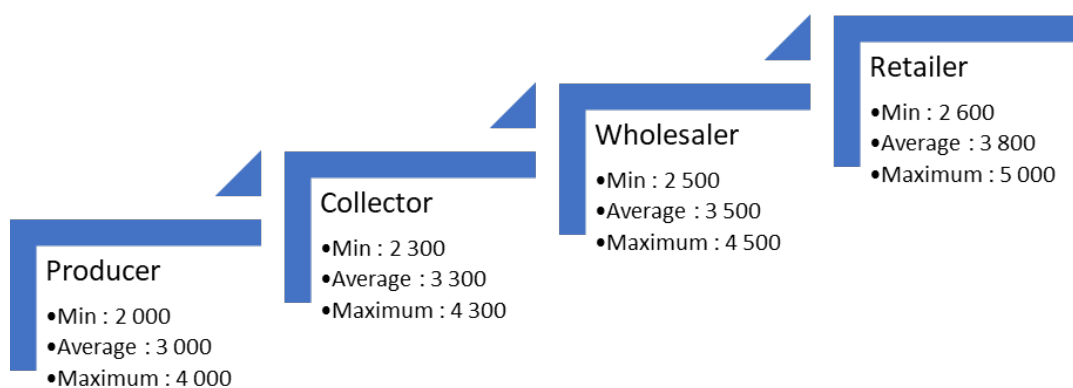 Producer
•Min : 2 000
•Average : 3 000
•Maximum : 4 000
Collector
•Min : 2 300
•Average : 3 300
•Maximum : 4 300
Wholesaler
•Min : 2 500
•Average : 3 500
•Maximum : 4 500
Retailer
•Min : 2 600
•Average : 3 800
•Maximum : 5 000